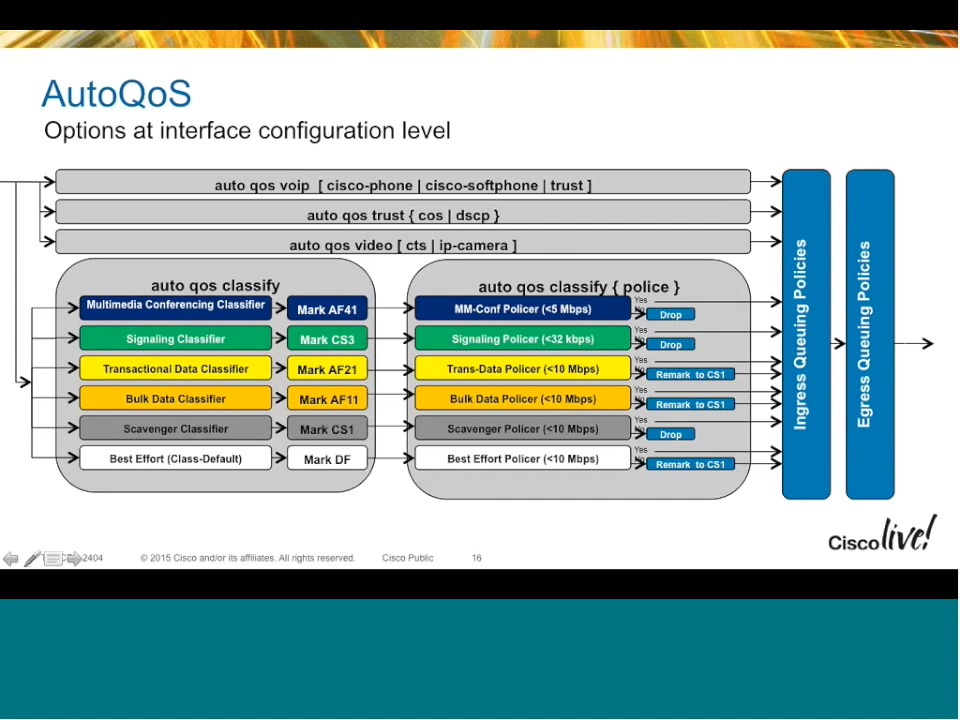 AutoQoS
Options at interface configuration level
auto qos voip [ cisco-phone | cisco-softphone | trust ]
auto qos trust { cos | dscp }
auto qos video [ cts | ip-camera ]
auto qos classify
Multimedia Conferencing Classifier
Mark AF41
Signaling Classifier
Mark CS3
Transactional Data Classifier
Mark AF21
Bulk Data Classifier
Mark AF11
Scavenger Classifier
Mark CS1
Best Effort (Class-Default)
Mark DF
auto qos classify { police }
MM-Conf Policer (<5 Mbps)
Yes
No
Drop
Signaling Policer (<32 kbps)
Yes
No
Drop
Trans-Data Policer (<10 Mbps)
Yes
No
Remark to CS1
Bulk Data Policer (<10 Mbps)
Yes
No
Remark to CS1
Scavenger Policer (<10 Mbps)
Yes
No
Drop
Best Effort Policer (<10 Mbps)
Yes
No
Remark to CS1
Ingress Queuing Policies
Egress Queuing Policies
2404
© 2015 Cisco and/or its affiliates. All rights reserved.
Cisco Public
16
Cisco live!